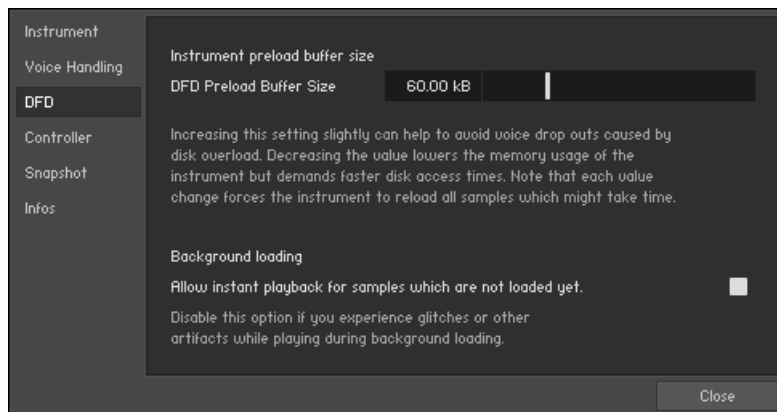 Instrument
Voice Handling
DFD
Controller
Snapshot
Infos
Instrument preload buffer size
DFD Preload Buffer Size 60.00 kB
Increasing this setting slightly can help to avoid voice drop outs caused by
disk overload. Decreasing the value lowers the memory usage of the
instrument but demands faster disk access times. Note that each value
change forces the instrument to reload all samples which might take time.
Background loading
Allow instant playback for samples which are not loaded yet.
Disable this option if you experience glitches or other
artifacts while playing during background loading.
Close